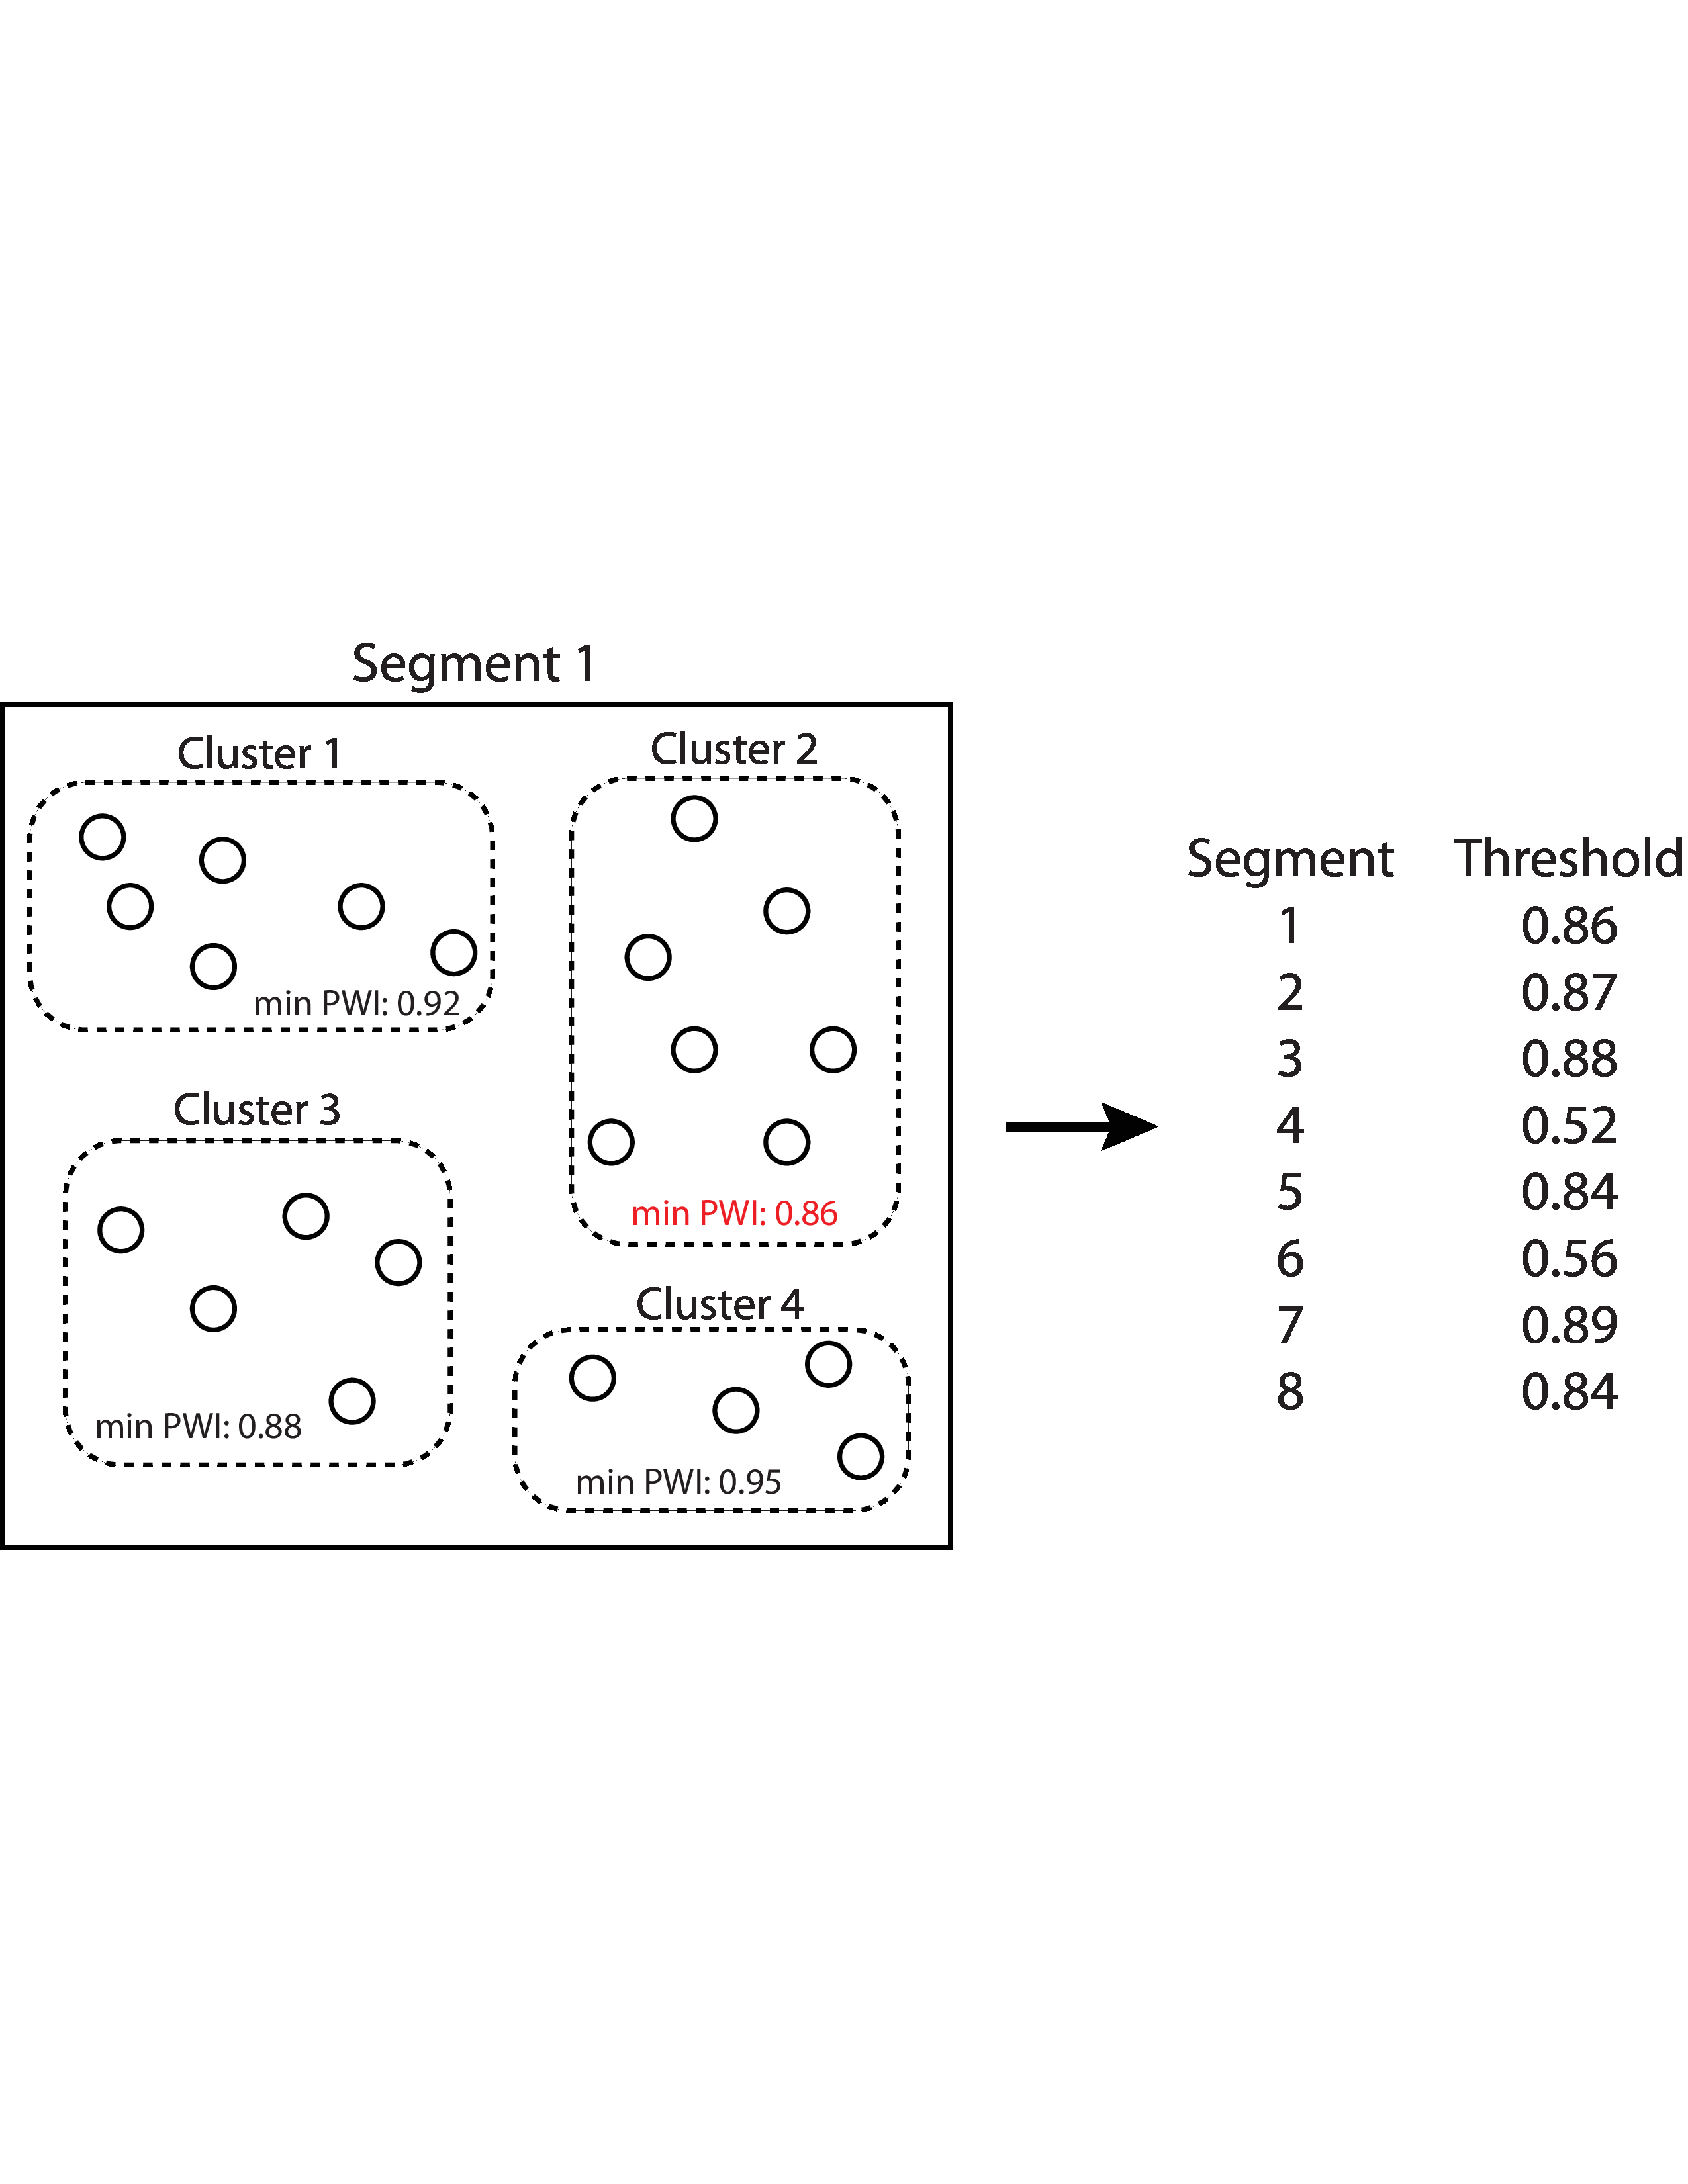 Segment 1
Cluster 1
min PWI: 0.92
Cluster 2
min PWI: 0.86
Cluster 3
min PWI: 0.88
Cluster 4
min PWI: 0.95
Segment Threshold
1 0.86
2 0.87
3 0.88
4 0.52
5 0.84
6 0.56
7 0.89
8 0.84